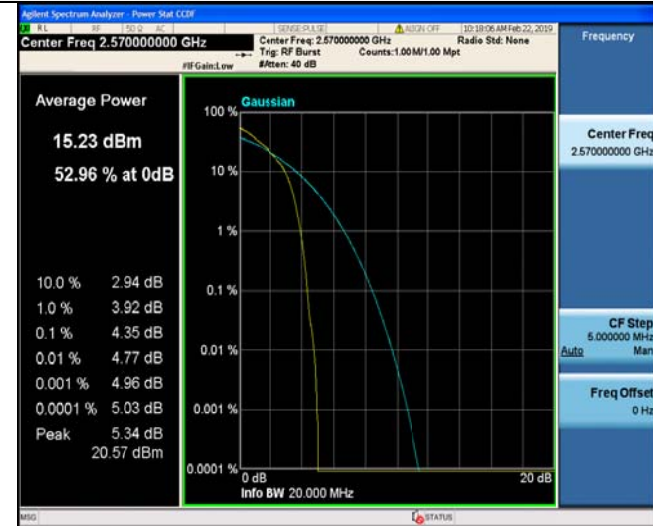 Agilent Spectrum Analyzer - Power Stat CCDF
RL RF 50 Ω AC SENSE:PULSE ALIGN OFF 10:18:06 AM Feb 22, 2019
Center Freq 2.570000000 GHz
Center Freq: 2.570000000 GHz Radio Std: None
Trig: RF Burst Counts:1.00 M/1.00 Mpt
#IFGain:Low #Atten: 40 dB
Frequency
Average Power
15.23 dBm
52.96 % at 0dB
10.0 % 2.94 dB
1.0 % 3.92 dB
0.1 % 4.35 dB
0.01 % 4.77 dB
0.001 % 4.96 dB
0.0001 % 5.03 dB
Peak 5.34 dB
20.57 dBm
Gaussian
100 %
10 %
1 %
0.1 %
0.01 %
0.001 %
0.0001 %
0 dB 20 dB
Info BW 20.000 MHz
Center Freq
2.570000000 GHz
CF Step
5.000000 MHz
Auto Man
Freq Offset
0 Hz
MSG STATUS